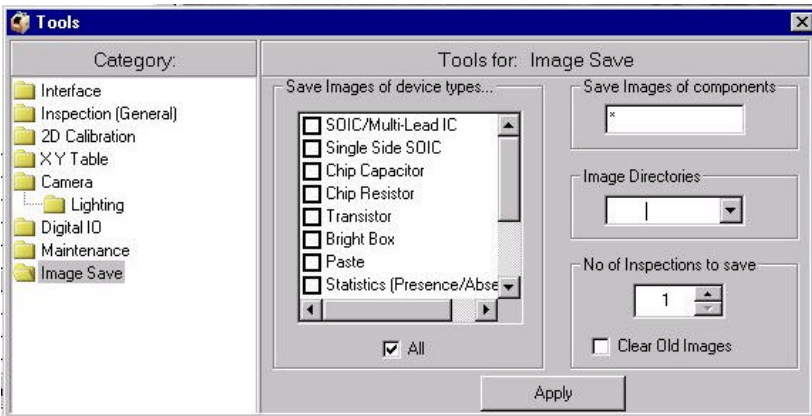 Tools
Category:
Interface
Inspection (General)
2D Calibration
X Y Table
Camera
Lighting
Digital IO
Maintenance
Image Save
Tools for: Image Save
Save Images of device types...
SOIC/Multi-Lead IC
Single Side SOIC
Chip Capacitor
Chip Resistor
Transistor
Bright Box
Paste
Statistics (Presence/Abse
All
Save Images of components
*
Image Directories
No of Inspections to save
1
Clear Old Images
Apply